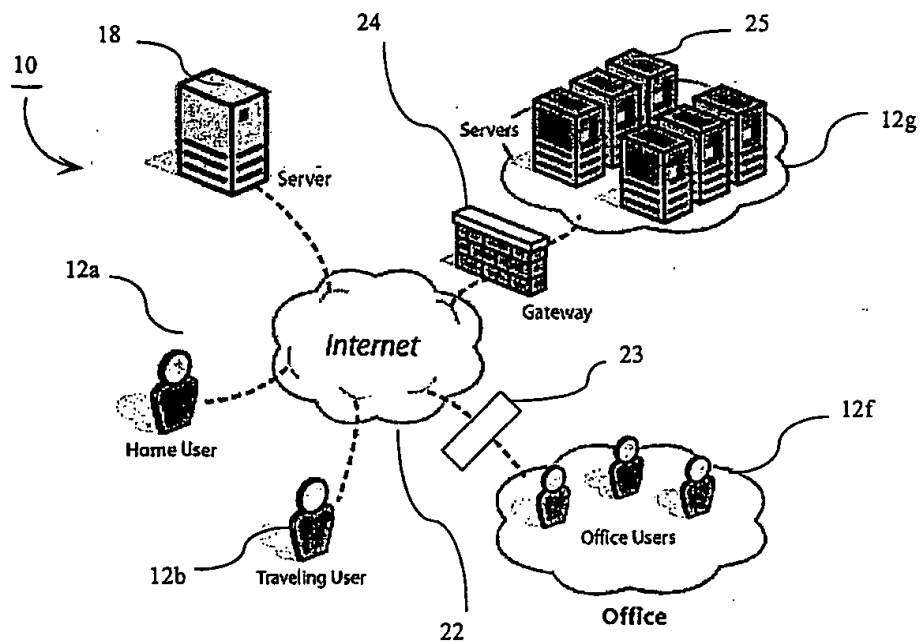 24
25
18
10
Servers
12g
Server
12a
Gateway
Internet
23
Home User
12f
Office Users
12b
Traveling User
Office
22